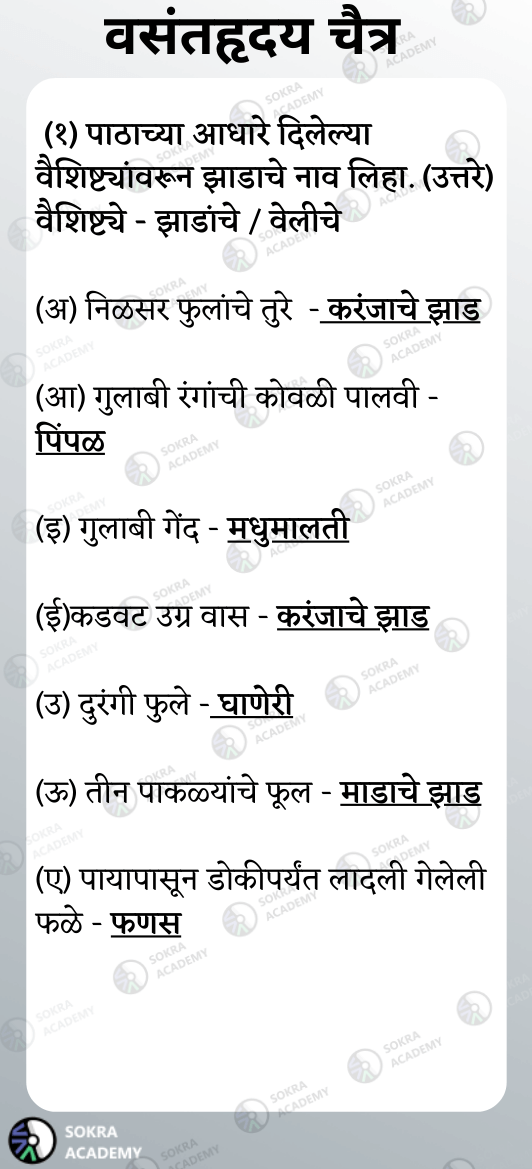 वसंतहृदय चैत्र
(१) पाठाच्या आधारे दिलेल्या
वैशिष्ट्यांवरून झाडाचे नाव लिहा. (उत्तरे)
वैशिष्ट्ये - झाडांचे / वेलीचे
(अ) निळसर फुलांचे तुरे - करंजाचे झाड
(आ) गुलाबी रंगांची कोवळी पालवी -
पिंपळ
(इ) गुलाबी गेंद - मधुमालती
(ई)कडवट उग्र वास - करंजाचे झाड
(उ) दुरंगी फुले - घाणेरी
(ऊ) तीन पाकळ्यांचे फूल - माडाचे झाड
(ए) पायापासून डोकीपर्यंत लादली गेलेली
फळे - फणस
SOKRA
ACADEMY